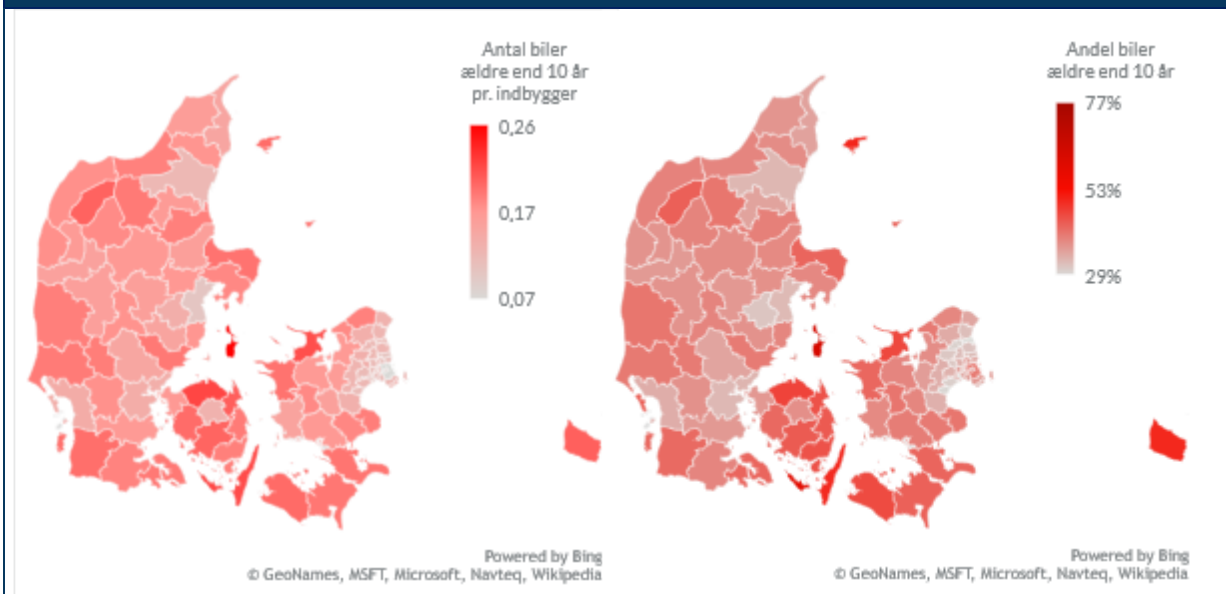 Antal biler
ældre end 10 år
pr. indbygger
0,26
0,17
0,07
Powered by Bing
© GeoNames, MSFT, Microsoft, Navteq, Wikipedia
Andel biler
ældre end 10 år
77%
53%
29%
Powered by Bing
© GeoNames, MSFT, Microsoft, Navteq, Wikipedia